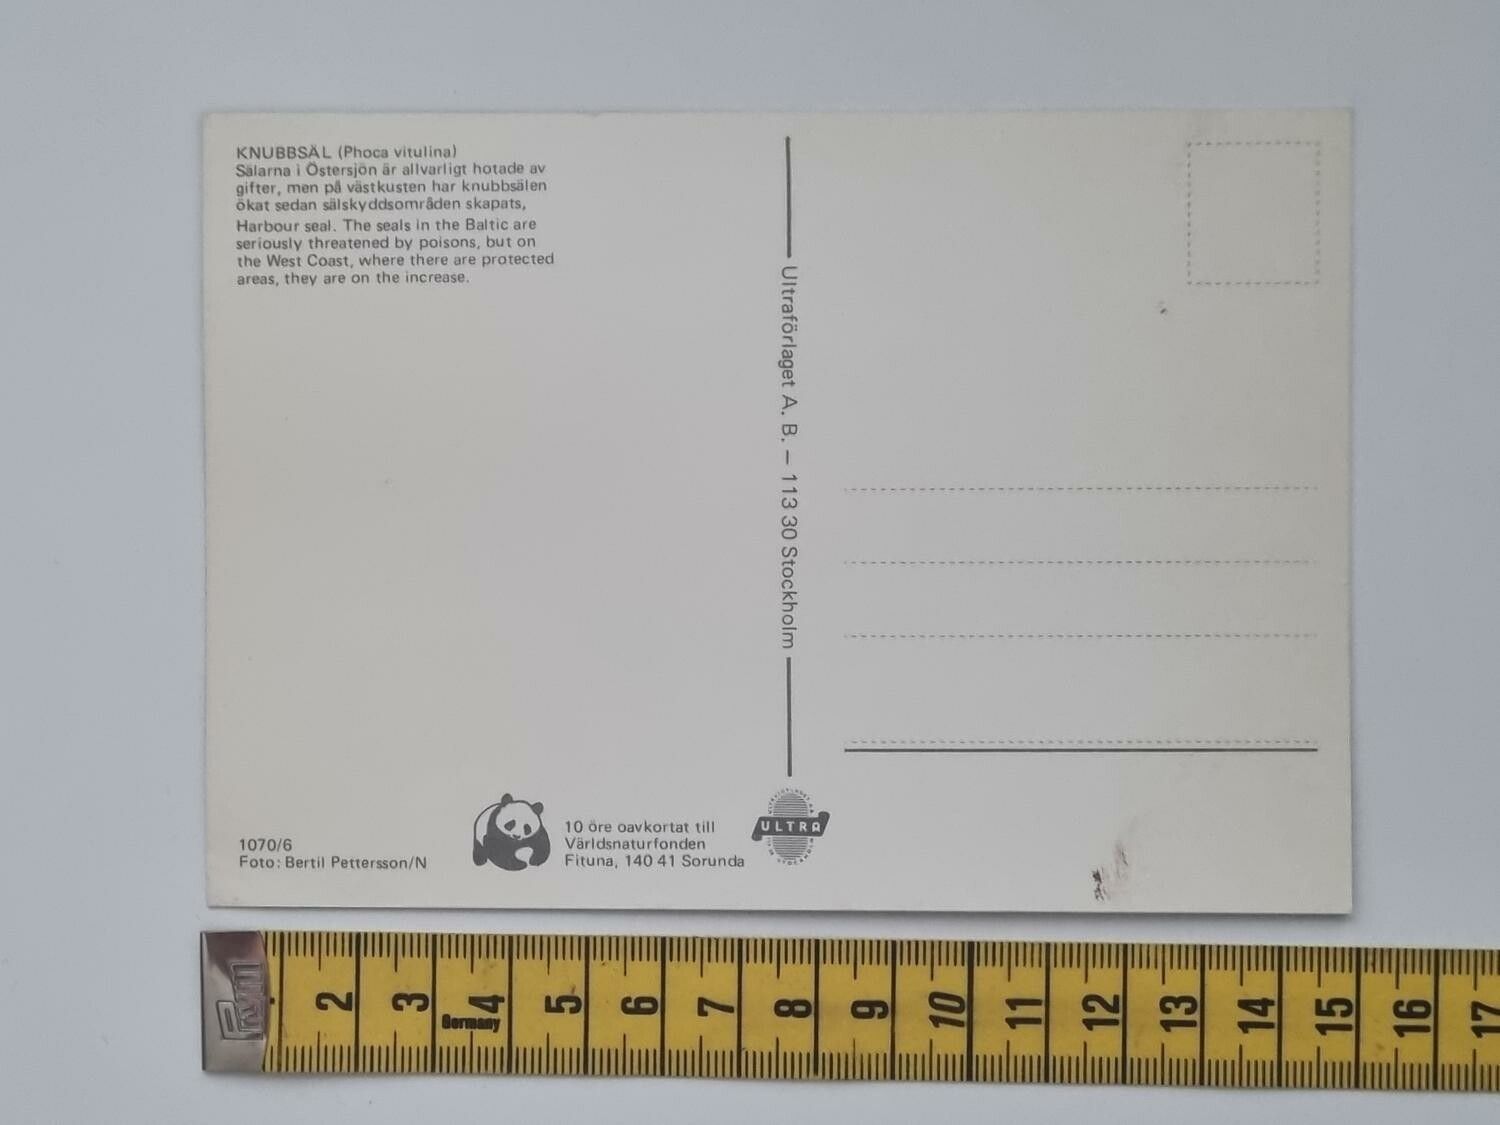 KNUBBSÄL (Phoca vitulina)
Sälarna i Östersjön är allvarligt hotade av
gifter, men på västkusten har knubbsälen
ökat sedan sälskyddsområden skapats,
Harbour seal. The seals in the Baltic are
seriously threatened by poisons, but on
the West Coast, where there are protected
areas, they are on the increase.
Ultraförlaget A. B. – 113 30 Stockholm
1070/6
Foto: Bertil Pettersson/N
10 öre oavkortat till
Världsnaturfonden
Fituna, 140 41 Sorunda
ULTRA
Prym
2 3 4 5 6 7 8 9 10 11 12 13 14 15 16 17
Germany